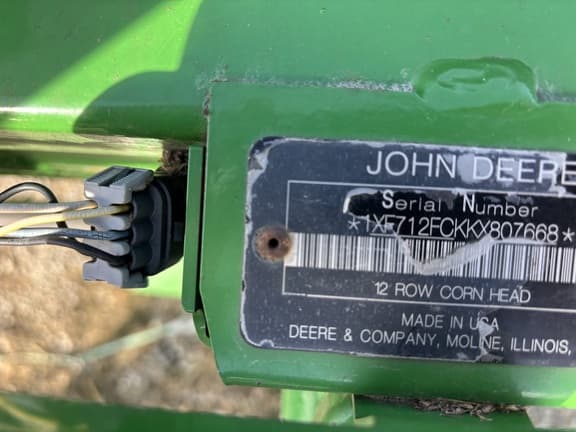 JOHN DEERE
Serial Number
*1XF712FCKKX807668*
12 ROW CORN HEAD
MADE IN USA
DEERE & COMPANY, MOLINE, ILLINOIS,